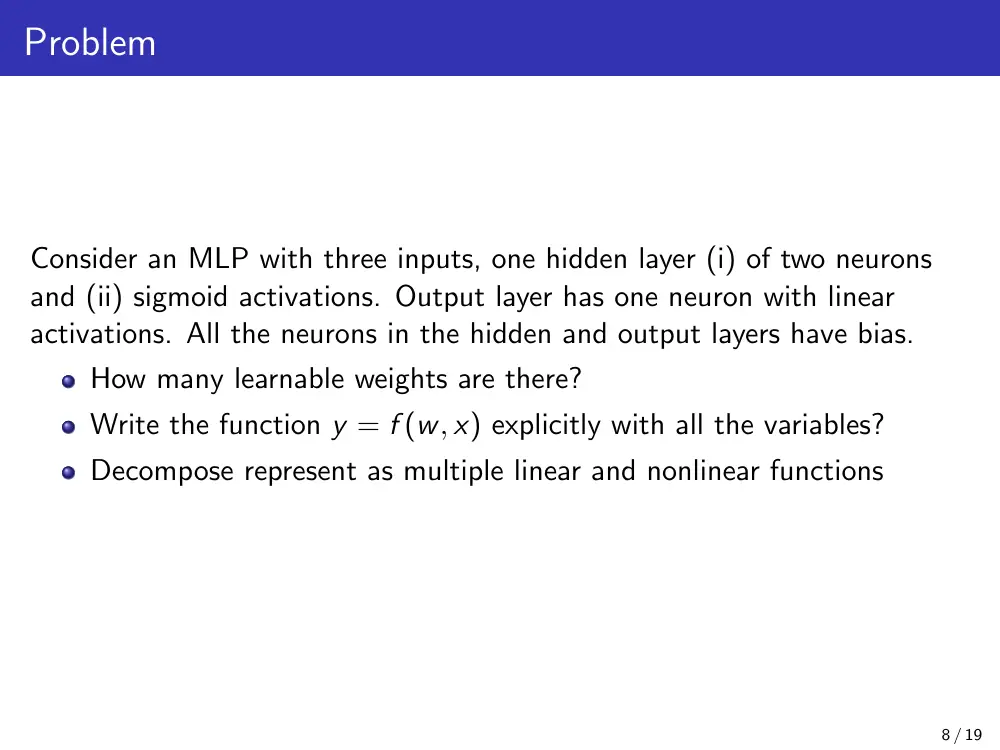 Problem
Consider an MLP with three inputs, one hidden layer (i) of two neurons
and (ii) sigmoid activations. Output layer has one neuron with linear
activations. All the neurons in the hidden and output layers have bias.
How many learnable weights are there?
Write the function y = f(w, x) explicitly with all the variables?
Decompose represent as multiple linear and nonlinear functions
8 / 19